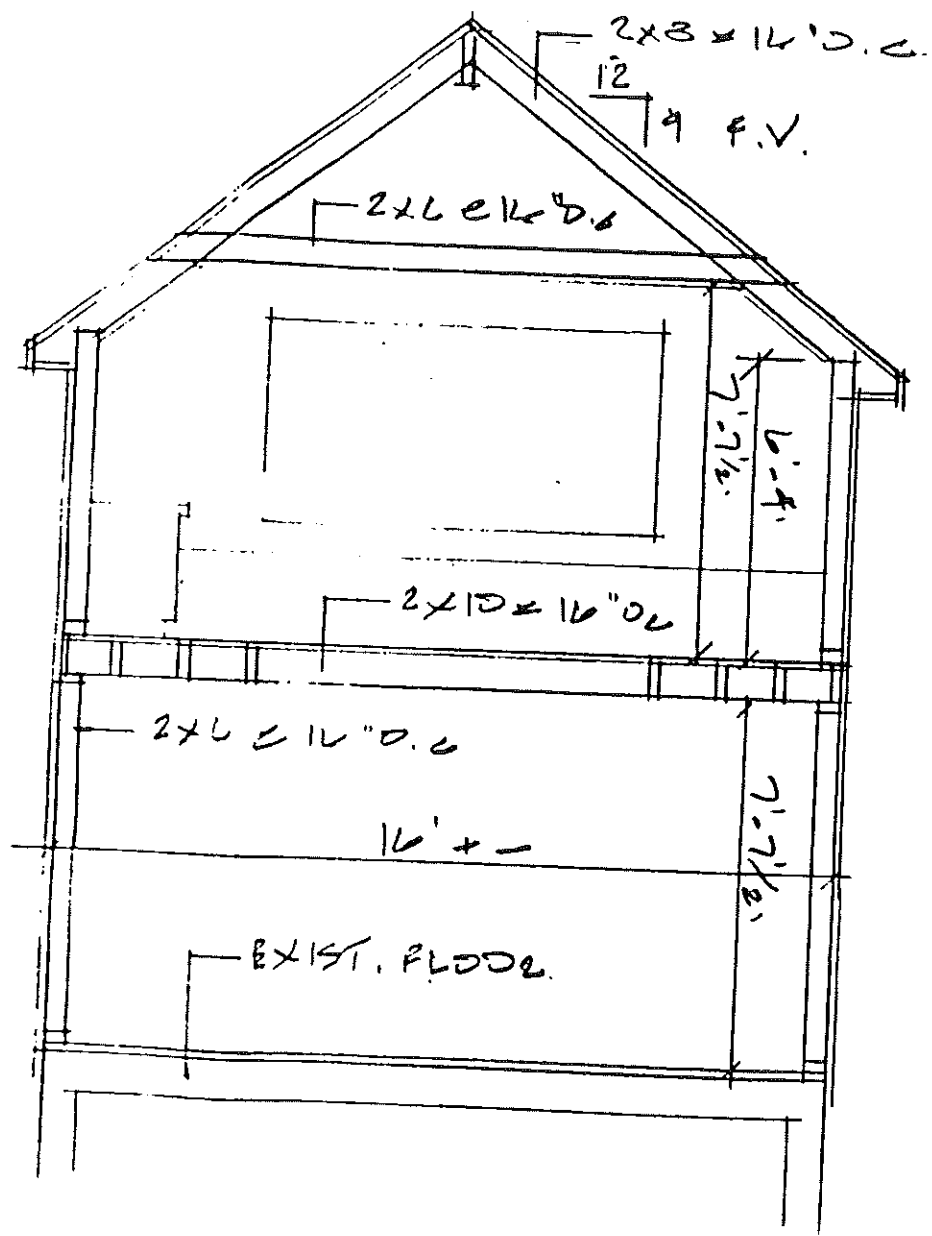 2x8 @ 16" O.C.
12
9 F.V.
2x6 @ 16" O.C
7'-7½"
6'-4"
2x10 @ 16" OC
2x6 @ 16" O.C
16' + -
7'-7½"
EXIST. FLOOR